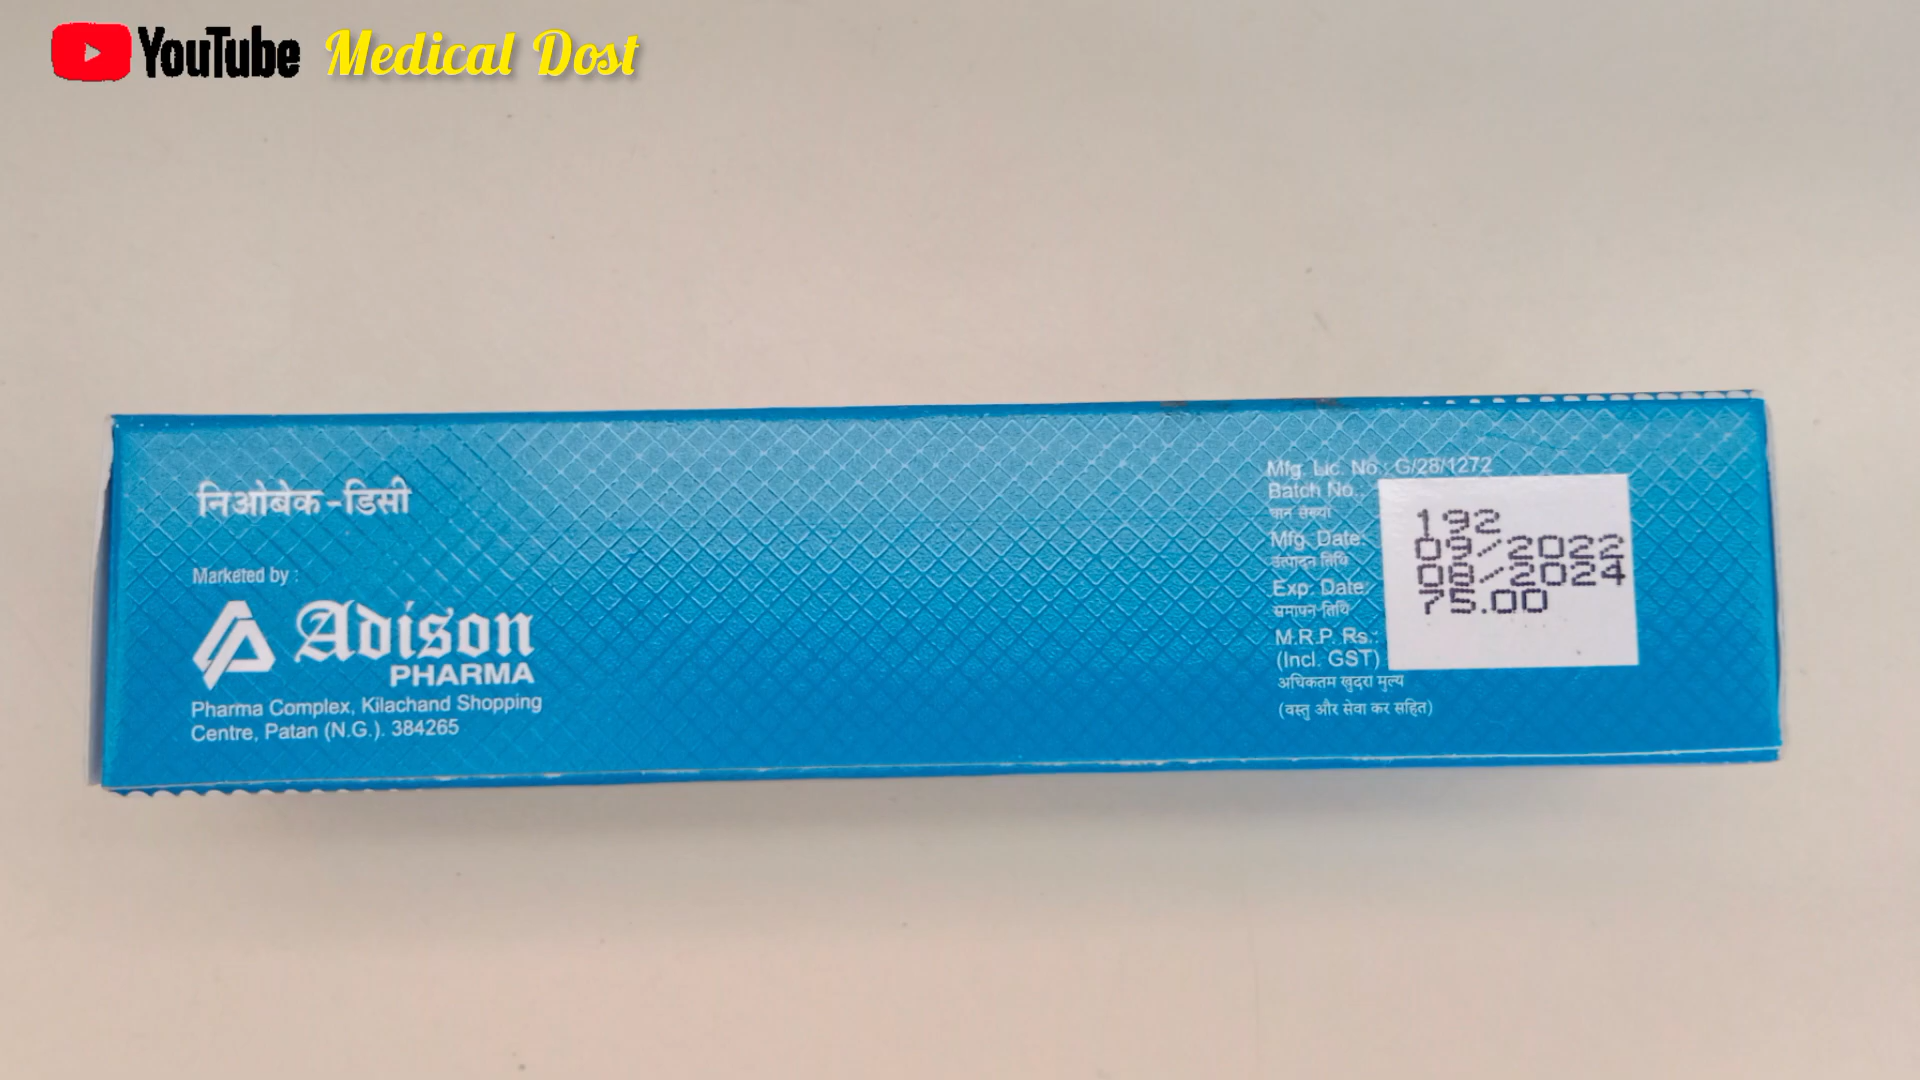 YouTube Medical Dost
निओबेक-डिसी
Marketed by :
Adison
PHARMA
Pharma Complex, Kilachand Shopping
Centre, Patan (N.G.). 384265
Mfg. Lic. No.: G/28/1272
Batch No.:
192
Mfg. Date:
09/2022
उत्पादन तिथि
Exp. Date:
08/2024
समापन तिथि
M.R.P. Rs.:
75.00
(Incl. GST)
अधिकतम खुदरा मुल्य
(वस्तु और सेवा कर सहित)